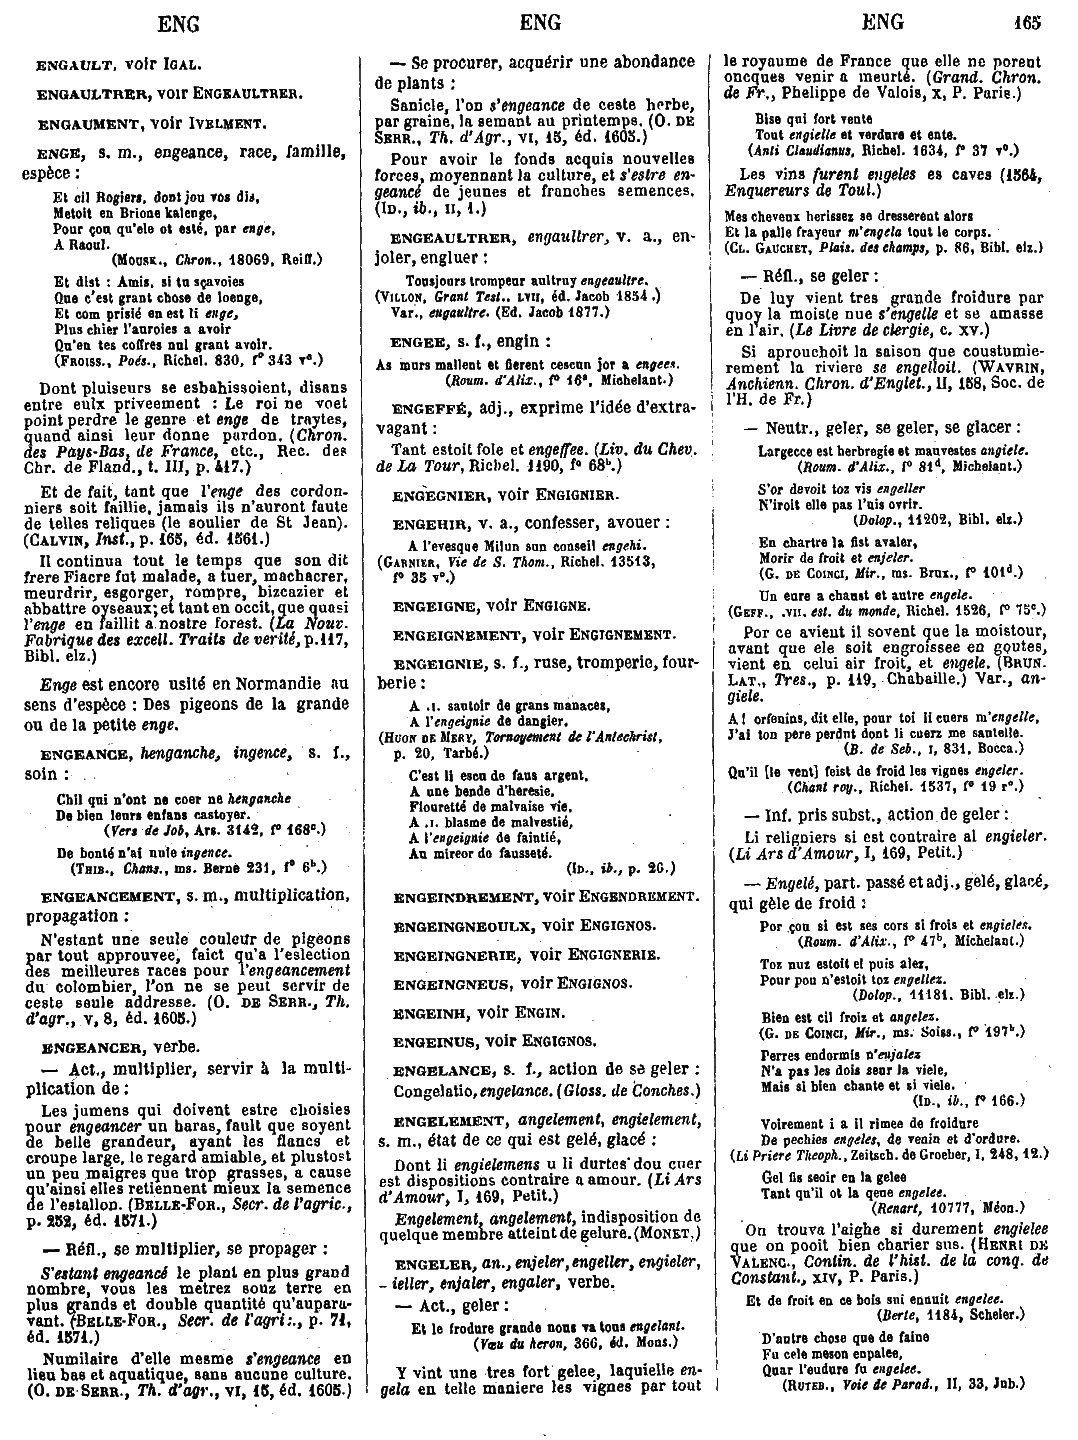 ENG
ENG
ENG 165
ENGAULT, voir IGAL.
ENGAULTRER, voir ENGEAULTRER.
ENGAUMENT, voir IVELMENT.
ENGE, s. m., engeance, race, famille,
espèce :
Et cil Rogiers, dont jou vos dis,
Metoit en Brione kalenge,
Pour çou qu'ele ot esté, par enge,
A Raoul.
(MOUSK., Chron., 18069, Reiff.)
Et dist : Amis, si tu sçavoies
Que c'est grant chose de loenge,
Et com prisié en est li enge,
Plus chier l'auroies a avoir
Qu'en tes coffres nul grant avoir.
(FROISS., Poés., Richel. 830, f° 343 v°.)
Dont pluiseurs se esbahissoient, disans
entre eulx priveement : Le roi ne voet
point perdre le genre et enge de traytes,
quand ainsi leur donne pardon. (Chron.
des Pays-Bas, de France, etc., Rec. des
Chr. de Fland., t. III, p. 417.)
Et de fait, tant que l'enge des cordon-
niers soit faillie, jamais ils n'auront faute
de telles reliques (le soulier de St Jean).
(CALVIN, Inst., p. 165, éd. 1561.)
Il continua tout le temps que son dit
frere Fiacre fut malade, a tuer, machacrer,
meurdrir, esgorger, rompre, bizcazier et
abbattre oyseaux; et tant en occit, que quasi
l'enge en faillit a nostre forest. (La Nouv.
Fabrique des excell. Traits de verité, p. 117,
Bibl. elz.)
Enge est encore usité en Normandie au
sens d'espèce : Des pigeons de la grande
ou de la petite enge.
ENGEANCE, henganche, ingence, s. f.,
soin :
Chil qui n'ont ne coer ne henganche
De bien leurs enfans castoyer.
(Vers de Job, Ars. 3142, f° 168c.)
De bonté n'ai nule ingence.
(THIB., Chans., ms. Berne 231, f° 6b.)
ENGEANCEMENT, s. m., multiplication,
propagation :
N'estant une seule couleur de pigeons
par tout approuvee, faict qu'a l'eslection
des meilleures races pour l'engeancement
du colombier, l'on ne se peut servir de
ceste seule addresse. (O. DE SERR., Th.
d'agr., V, 8, éd. 1605.)
ENGEANCER, verbe.
— Act., multiplier, servir à la multi-
plication de :
Les jumens qui doivent estre choisies
pour engeancer un haras, fault que soyent
de belle grandeur, ayant les flancs et
croupe large, le regard amiable, et plustost
un peu maigres que trop grasses, a cause
qu'ainsi elles retiennent mieux la semence
de l'estallon. (BELLE-FOR., Secr. de l'agric.,
p. 252, éd. 1571.)
— Réfl., se multiplier, se propager :
S'estant engeancé le plant en plus grand
nombre, vous les metrez souz terre en
plus grands et double quantité qu'aupara-
vant. (BELLE-FOR., Secr. de l'agri:., p. 71,
éd. 1571.)
Numilaire d'elle mesme s'engeance en
lieu bas et aquatique, sans aucune culture.
(O. DE SERR., Th. d'agr., VI, 15, éd. 1605.)
— Se procurer, acquérir une abondance
de plants :
Sanicle, l'on s'engeance de ceste herbe,
par graine, la semant au printemps. (O. DE
SERR., Th. d'Agr., VI, 15, éd. 1605.)
Pour avoir le fonds acquis nouvelles
forces, moyennant la culture, et s'estre en-
geancé de jeunes et franches semences.
(ID., ib., II, 1.)
ENGEAULTRER, engaultrer, v. a., en-
joler, engluer :
Tousjours trompeur aultruy engeaultre.
(VILLON, Grant Test., LVII, éd. Jacob 1854.)
Var., engaultre. (Ed. Jacob 1877.)
ENGEE, s. f., engin :
As murs mallent et fierent cescun jor a engees.
(Roum. d'Alix., f° 16a, Michelant.)
ENGEFFÉ, adj., exprime l'idée d'extra-
vagant :
Tant estoit fole et engeffee. (Liv. du Chev.
de La Tour, Richel. 1190, f° 68b.)
ENGEGNIER, voir ENGIGNIER.
ENGEHIR, v. a., confesser, avouer :
A l'evesque Milun sun conseil engehi.
(GARNIER, Vie de S. Thom., Richel. 13513,
f° 35 v°.)
ENGEIGNE, voir ENGIGNE.
ENGEIGNEMENT, voir ENGIGNEMENT.
ENGEIGNIE, s. f., ruse, tromperie, four-
berie :
A .I. sautoir de grans manaces,
A l'engeignie de dangier.
(HUON DE MERY, Tornoyement de l'Antechrist,
p. 20, Tarbé.)
C'est li escu de faus argent,
A une bende d'heresie,
Flouretté de malvaise vie,
A .I. blasme de malvestié,
A l'engeignie de faintié,
Au mireor de fausseté.
(ID., ib., p. 26.)
ENGEINDREMENT, voir ENGENDREMENT.
ENGEINGNEOULX, voir ENGIGNOS.
ENGEINGNERIE, voir ENGIGNERIE.
ENGEINGNEUS, voir ENGIGNOS.
ENGEINH, voir ENGIN.
ENGEINUS, voir ENGIGNOS.
ENGELANCE, s. f., action de se geler :
Congelatio, engelance. (Gloss. de Conches.)
ENGELEMENT, angelement, engielement,
s. m., état de ce qui est gelé, glacé :
Dont li engielemens u li durtes dou cuer
est dispositions contraire a amour. (Li Ars
d'Amour, I, 169, Petit.)
Engelement, angelement, indisposition de
quelque membre atteint de gelure. (MONET.)
ENGELER, an., enjeler, engeller, engieler,
- ieller, enjaler, engaler, verbe.
— Act., geler :
Et le frodure grande nous va tous engelant.
(Vœu du heron, 366, éd. Mons.)
Y vint une tres fort gelee, laquielle en-
gela en telle maniere les vignes par tout
le royaume de France que elle ne porent
oncques venir a meurté. (Grand. Chron.
de Fr., Phelippe de Valois, X, P. Paris.)
Bise qui fort vente
Tout engielle et verdure et ente.
(Anti Claudianus, Richel. 1634, f° 37 v°.)
Les vins furent engeles es caves (1564,
Enquereurs de Toul.)
Mes cheveux herissez se dresserent alors
Et la palle frayeur m'engela tout le corps.
(CL. GAUCHET, Plais. des champs, p. 86, Bibl. elz.)
— Réfl., se geler :
De luy vient tres grande froidure par
quoy la moiste nue s'engelle et se amasse
en l'air. (Le Livre de clergie, c. XV.)
Si aprouchoit la saison que coustumie-
rement la riviere se engelloit. (WAVRIN,
Anchienn. Chron. d'Englet., II, 158, Soc. de
l'H. de Fr.)
— Neutr., geler, se geler, se glacer :
Largecce est herbregie et mauvestes angiele.
(Roum. d'Alix., f° 81d, Michelant.)
S'or devoit toz vis engeller
N'iroit elle pas l'uis ovrir.
(Dolop., 11202, Bibl. elz.)
En chartre la fist avaler,
Morir de froit et enjeler.
(G. DE COINCI, Mir., ms. Brux., f° 101d.)
Un eure a chaust et autre engele.
(GEFF., .VII. est. du monde, Richel. 1526, f° 75c.)
Por ce avient il sovent que la moistour,
avant que ele soit engroissee en goutes,
vient en celui air froit, et engele. (BRUN.
LAT., Tres., p. 119, Chabaille.) Var., an-
giele.
A! orfenins, dit elle, pour toi li cuers m'engelle,
J'ai ton pere perdut dont li cuerz me sautelle.
(B. de Seb., I, 831, Bocca.)
Qu'il [le vent] feist de froid les vignes engeler.
(Chant roy., Richel. 1537, f° 19 r°.)
— Inf. pris subst., action de geler :
Li religniers si est contraire al engieler.
(Li Ars d'Amour, I, 169, Petit.)
— Engelé, part. passé et adj., gelé, glacé,
qui gèle de froid :
Por çou si est ses cors si frois et engieles.
(Roum. d'Alix., f° 47b, Michelant.)
Toz nuz estoit et puis alez,
Pour pou n'estoit toz engellez.
(Dolop., 11181. Bibl. elz.)
Bien est cil froiz et angelez.
(G. DE COINCI, Mir., ms. Soiss., f° 197b.)
Perres endormis n'enjalez
N'a pas les dois seur la viele,
Mais si bien chante et si viele.
(ID., ib., f° 166.)
Voirement i a il rimee de froidure
De pechies engeles, de venin et d'ordure.
(Li Priere Theoph., Zeitsch. de Groeber, I, 248, 12.)
Gel fis seoir en la gelee
Tant qu'il ot la qeue engelee.
(Renart, 10777, Méon.)
On trouva l'aighe si durement engielee
que on pooit bien charier sus. (HENRI DE
VALENC., Contin. de l'hist. de la conq. de
Constant., XIV, P. Paris.)
Et de froit en ce bois sui ennuit engelee.
(Berte, 1184, Scheler.)
D'autre chose que de faine
Fu cele meson enpalee,
Quar l'eudure fu engelee.
(RUTEB., Voie de Parad., II, 33, Jub.)